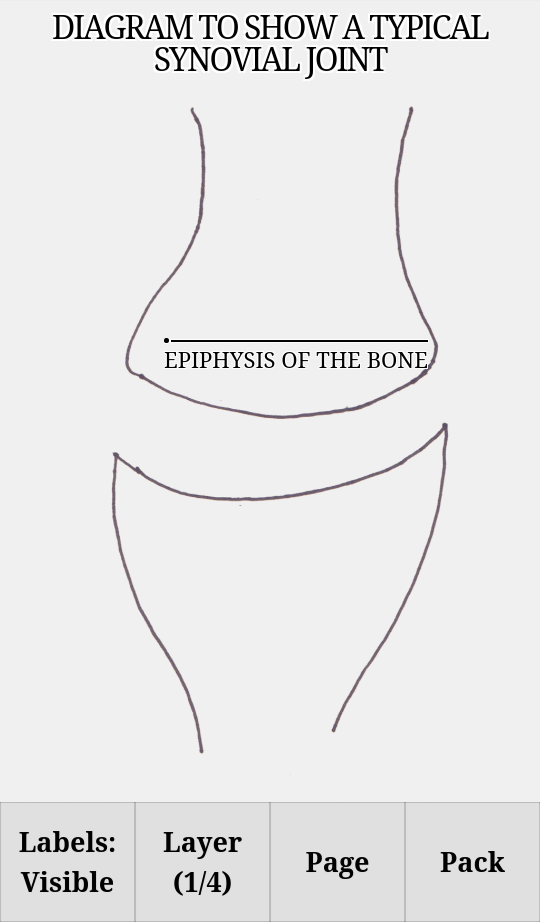 DIAGRAM TO SHOW A TYPICAL
SYNOVIAL JOINT
EPIPHYSIS OF THE BONE
Labels:
Visible
Layer
(1/4)
Page
Pack